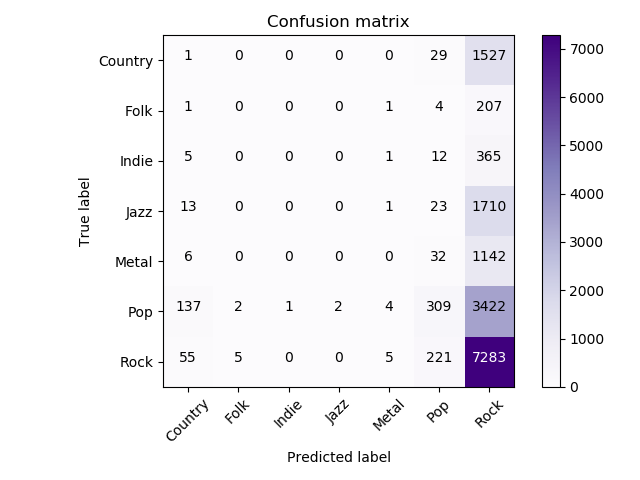 Confusion matrix
Country 1 0 0 0 0 29 1527
Folk 1 0 0 0 1 4 207
Indie 5 0 0 0 1 12 365
Jazz 13 0 0 0 1 23 1710
Metal 6 0 0 0 0 32 1142
Pop 137 2 1 2 4 309 3422
Rock 55 5 0 0 5 221 7283
Country Folk Indie Jazz Metal Pop Rock
Predicted label
True label
7000
6000
5000
4000
3000
2000
1000
0